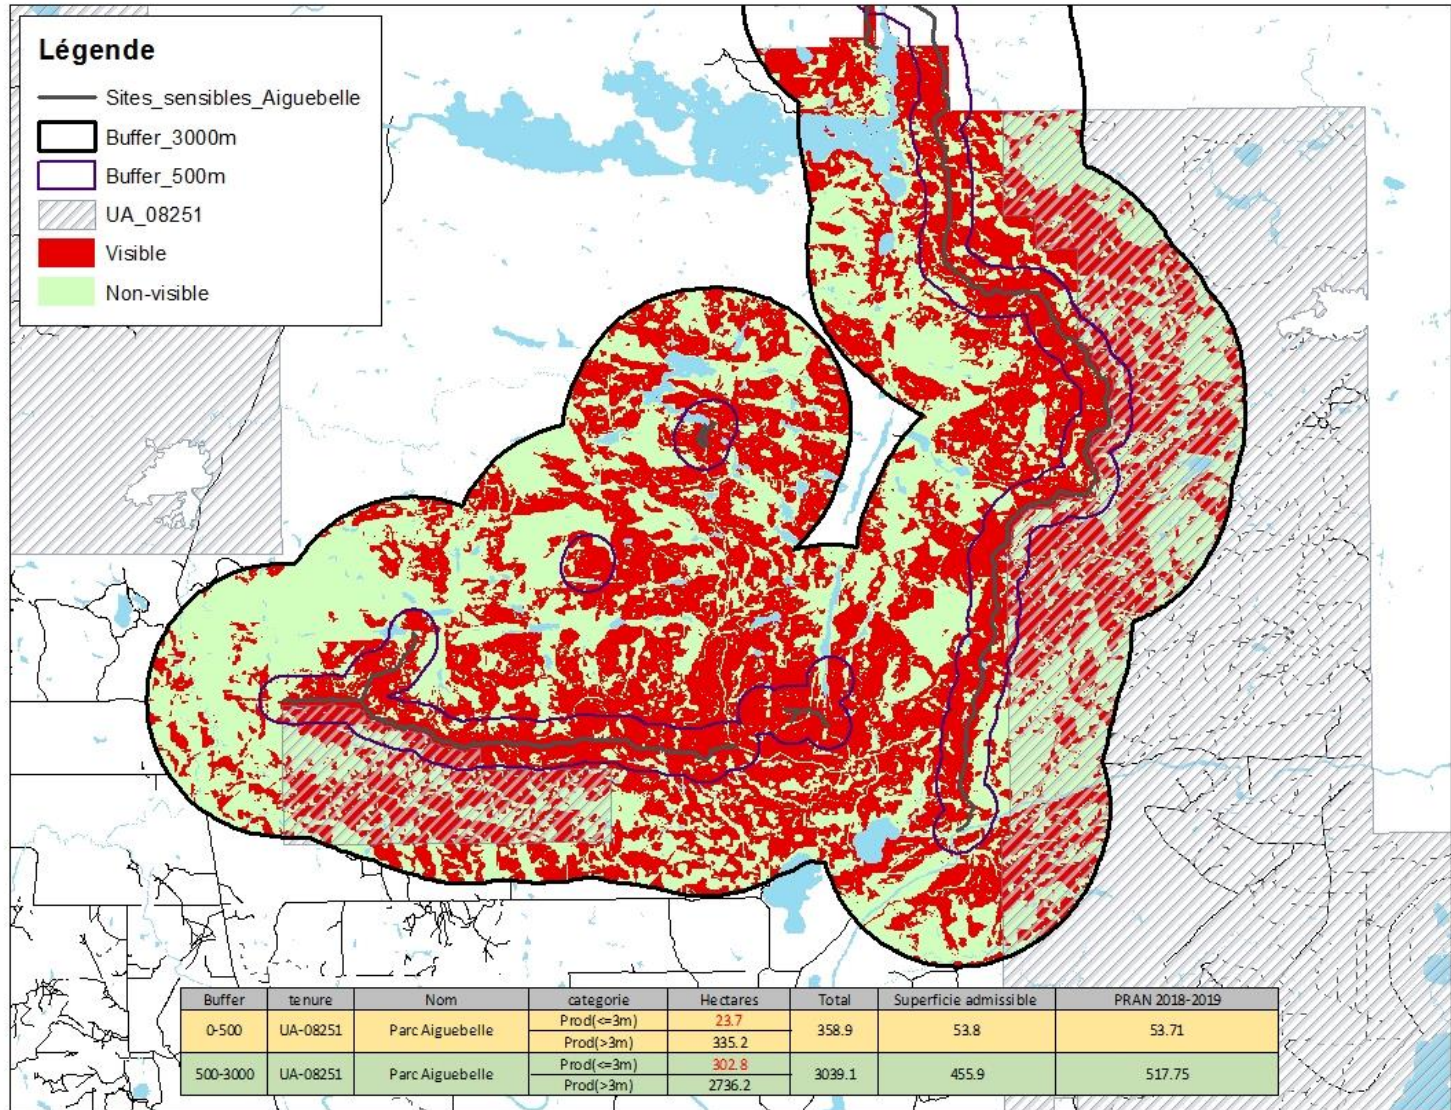 Légende
Sites_sensibles_Aiguebelle
Buffer_3000m
Buffer_500m
UA_08251
Visible
Non-visible
Buffer tenure Nom categorie Hectares Total Superficie admissible PRAN 2018-2019
0-500 UA-08251 Parc Aiguebelle Prod(<=3m) 23.7 358.9 53.8 53.71
Prod(>3m) 335.2
500-3000 UA-08251 Parc Aiguebelle Prod(<=3m) 302.8 3039.1 455.9 517.75
Prod(>3m) 2736.2